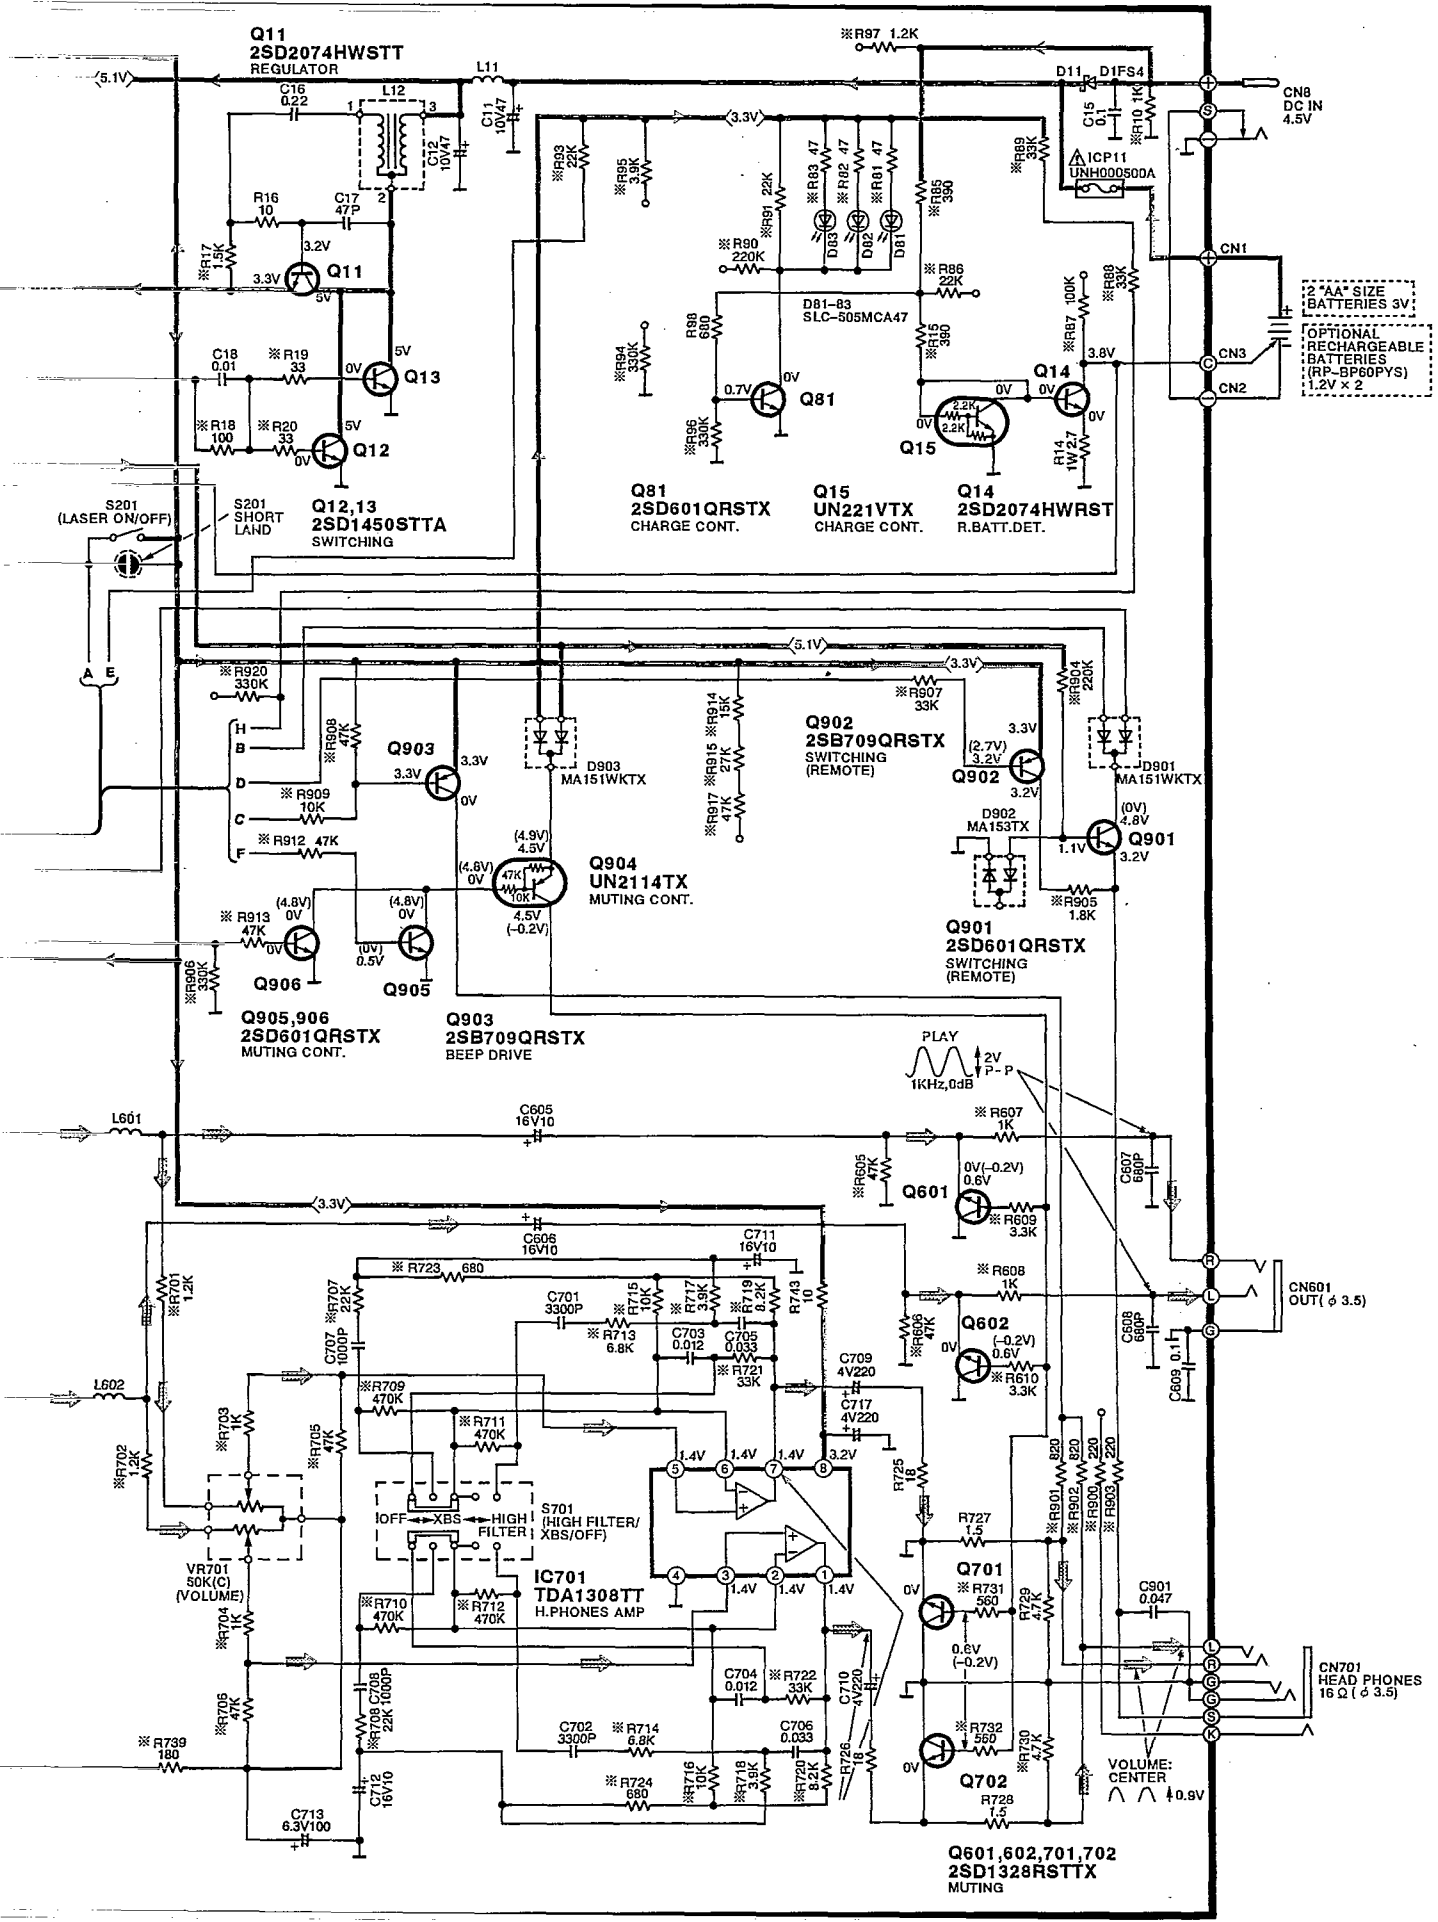 Q11
2SD2074HWSTT
REGULATOR
⟨5.1V⟩
L11
※R97 1.2K
D11 D1FS4
CN8
DC IN
4.5V
C16
0.22
L12
1
3
2
C11
10V47
C12
10V47
C15
0.1
※R10 1K
⚠ICP11
UNH000500A
⟨3.3V⟩
※R93
22K
※R95
3.9K
※R91 22K
※R83 47
※R82 47
※R81 47
※R85
390
※R89
33K
R16
10
C17
47P
※R17
1.5K
3.2V
3.3V
Q11
5V
※R90
220K
D83
D82
D81
※R86
22K
D81-83
SLC-505MCA47
※R88
33K
CN1
2 "AA" SIZE
BATTERIES 3V
OPTIONAL
RECHARGEABLE
BATTERIES
(RP-BP60PYS)
1.2V × 2
R98
680
※R94
330K
※R15
390
※R87 100K
3.8V
C
CN3
CN2
C18
0.01
※R19
33
5V
0V
Q13
※R18
100
※R20
33
5V
0V
Q12
0.7V
0V
Q81
※R96
330K
0V
0V
2.2K
2.2K
Q15
Q14
0V
0V
R14
1W2.7
S201
(LASER ON/OFF)
S201
SHORT
LAND
Q12,13
2SD1450STTA
SWITCHING
Q81
2SD601QRSTX
CHARGE CONT.
Q15
UN221VTX
CHARGE CONT.
Q14
2SD2074HWRST
R.BATT.DET.
⟨5.1V⟩
⟨3.3V⟩
A E
※R920
330K
H
B
D
C
F
※R908
47K
Q903
3.3V
3.3V
0V
※R909
10K
※R912 47K
D903
MA151WKTX
※R914
15K
※R915
27K
※R917
47K
※R907
33K
Q902
2SB709QRSTX
SWITCHING
(REMOTE)
※R904
220K
3.3V
(2.7V)
3.2V
Q902
3.2V
D901
MA151WKTX
D902
MA153TX
(0V)
4.8V
Q901
1.1V
3.2V
※R905
1.8K
Q901
2SD601QRSTX
SWITCHING
(REMOTE)
(4.9V)
4.5V
(4.8V)
0V
47K
10K
4.5V
(-0.2V)
Q904
UN2114TX
MUTING CONT.
(4.8V)
0V
※R913
47K
0V
Q906
※R906
330K
(4.8V)
0V
(0V)
0.5V
Q905
Q905,906
2SD601QRSTX
MUTING CONT.
Q903
2SB709QRSTX
BEEP DRIVE
PLAY
2V
P-P
1KHz,0dB
L601
C605
16V10
※R607
1K
※R605
47K
0V(-0.2V)
0.6V
Q601
※R609
3.3K
C607
680P
⟨3.3V⟩
C606
16V10
C711
16V10
※R701
1.2K
※R723 680
※R707
22K
C707
1000P
C701
3300P
※R713
6.8K
※R715
10K
※R717
3.9K
※R719
8.2K
R743
10
C703
0.012
C705
0.033
※R721
33K
※R608
1K
※R606
47K
Q602
(-0.2V)
0.6V
0V
※R610
3.3K
C608
680P
C609 0.1
R
L
G
CN601
OUT(φ3.5)
L602
※R702
1.2K
※R703
1K
※R705
47K
※R709
470K
※R711
470K
C709
4V220
C717
4V220
R725
18
5 1.4V
6 1.4V
7 1.4V
8 3.2V
OFF XBS HIGH
FILTER
S701
(HIGH FILTER/
XBS/OFF)
VR701
50K(C)
(VOLUME)
IC701
TDA1308TT
H.PHONES AMP
4
3 1.4V
2 1.4V
1 1.4V
※R901 820
※R902 820
※R900 220
※R903 220
R727
1.5
Q701
0V
※R731
560
R729
4.7K
0.6V
(-0.2V)
C901
0.047
※R704
1K
※R710
470K
※R712
470K
※R706
47K
C708
1000P
※R708
22K
C704
0.012
※R722
33K
C710
4V220
L
R
G
G
S
K
CN701
HEAD PHONES
16Ω(φ3.5)
※R739
180
C702
3300P
※R714
6.8K
C706
0.033
※R716
10K
※R718
3.9K
※R720
8.2K
R726
18
※R732
560
※R730
4.7K
0V
Q702
R728
1.5
VOLUME:
CENTER
0.9V
C712
16V10
※R724
680
C713
6.3V100
Q601,602,701,702
2SD1328RSTTX
MUTING